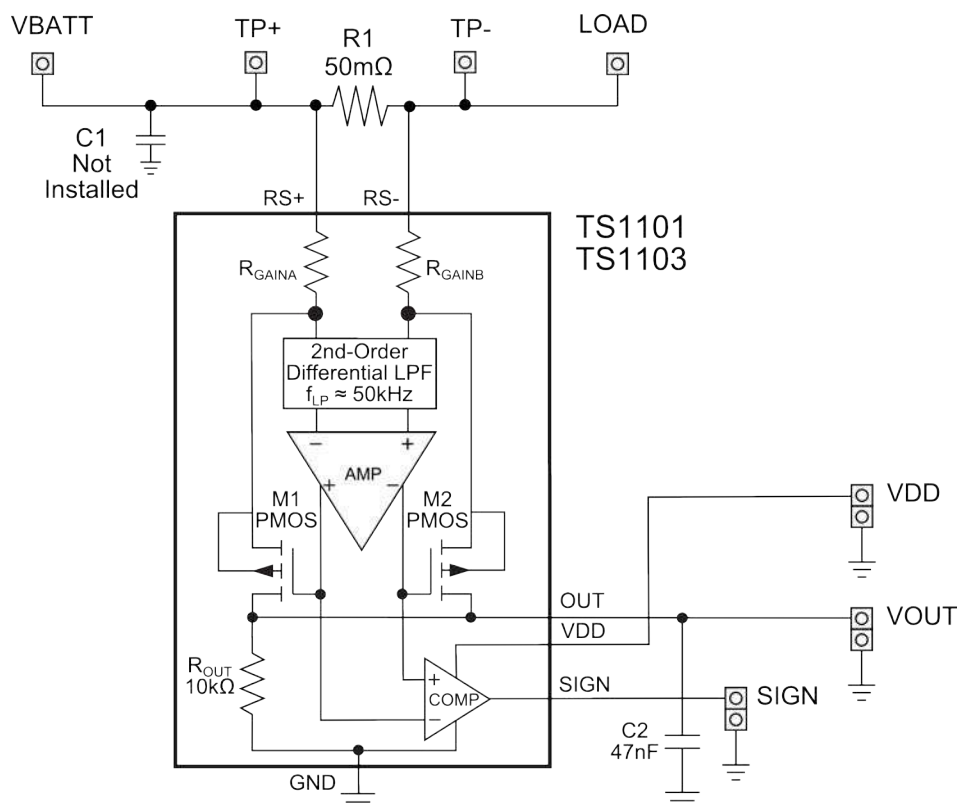 VBATT
TP+
R1
50mΩ
TP-
LOAD
C1
Not
Installed
RS+
RS-
TS1101
TS1103
RGAINA
RGAINB
2nd-Order
Differential LPF
fLP ≈ 50kHz
− +
AMP
+ −
M1
PMOS
M2
PMOS
VDD
OUT
VDD
VOUT
ROUT
10kΩ
+
COMP
−
SIGN
SIGN
C2
47nF
GND